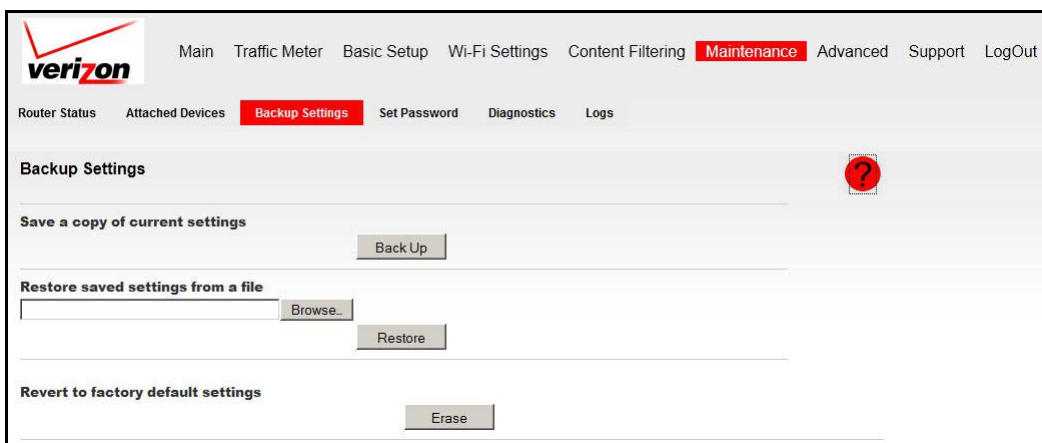 verizon
Main Traffic Meter Basic Setup Wi-Fi Settings Content Filtering Maintenance Advanced Support LogOut
Router Status Attached Devices Backup Settings Set Password Diagnostics Logs
Backup Settings
?
Save a copy of current settings
Back Up
Restore saved settings from a file
Browse...
Restore
Revert to factory default settings
Erase